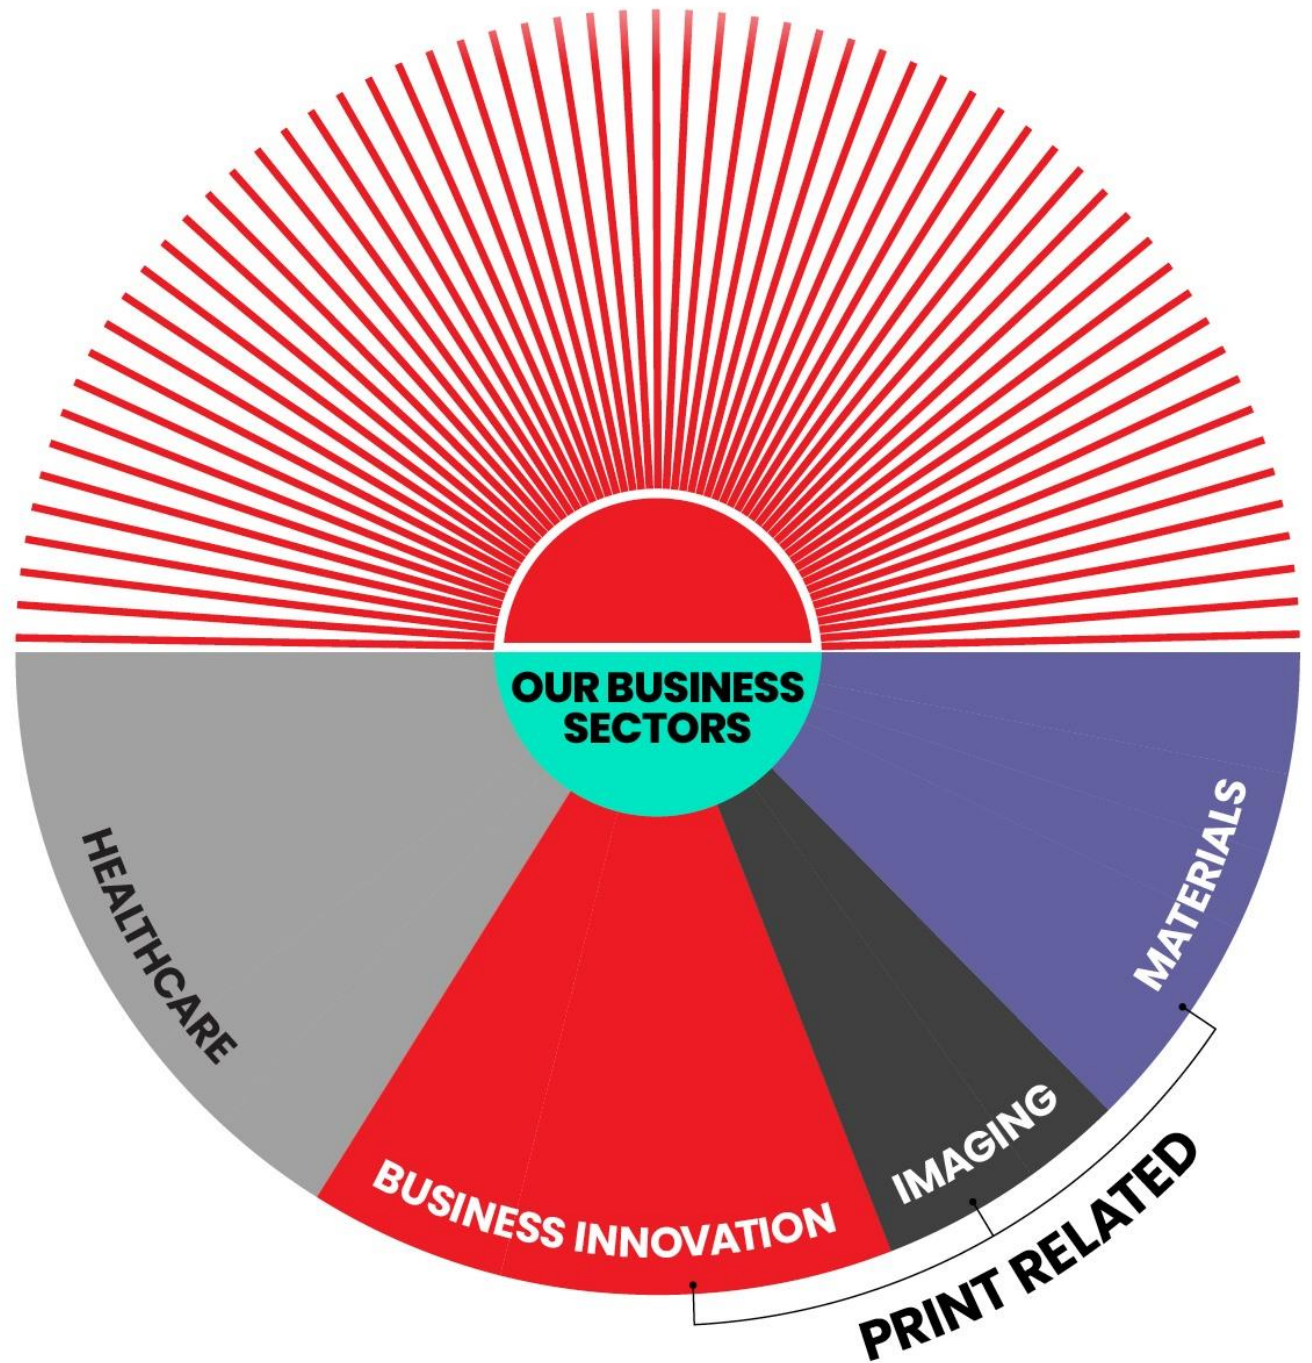 OUR BUSINESS
SECTORS
HEALTHCARE
BUSINESS INNOVATION
IMAGING
MATERIALS
PRINT RELATED